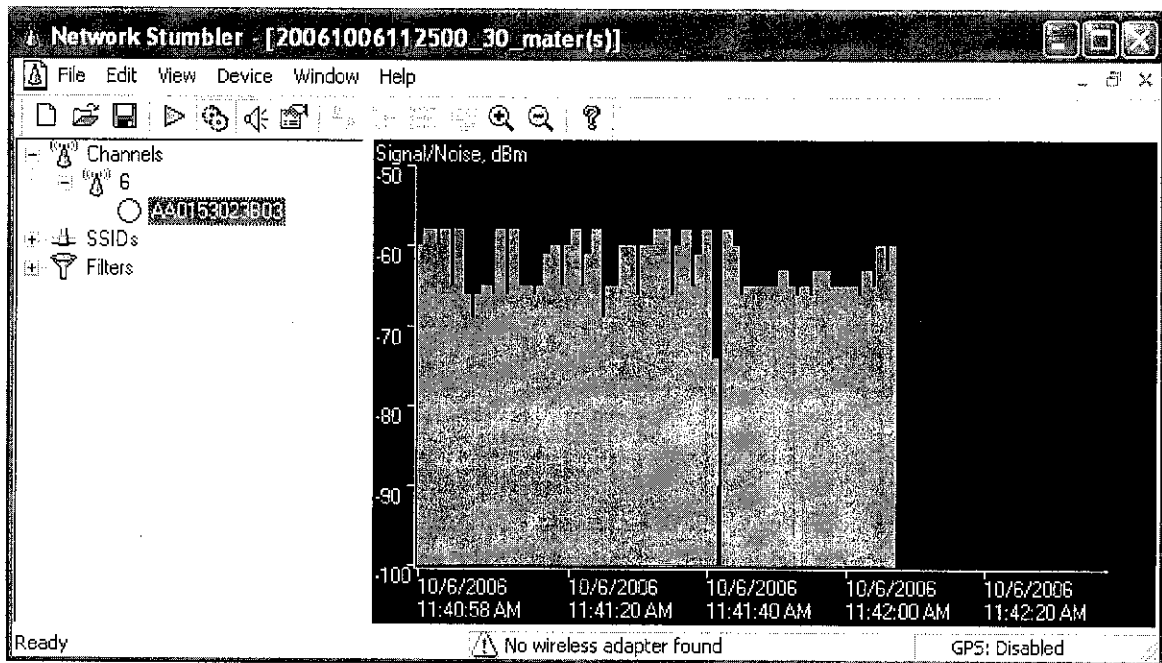 Network Stumbler - [20061006112500_30_mater(s)]
File Edit View Device Window Help
Channels
6
AA0153023B03
SSIDs
Filters
Signal/Noise, dBm
-50
-60
-70
-80
-90
-100
10/6/2006 10/6/2006 10/6/2006 10/6/2006 10/6/2006
11:40:58 AM 11:41:20 AM 11:41:40 AM 11:42:00 AM 11:42:20 AM
Ready No wireless adapter found GPS: Disabled